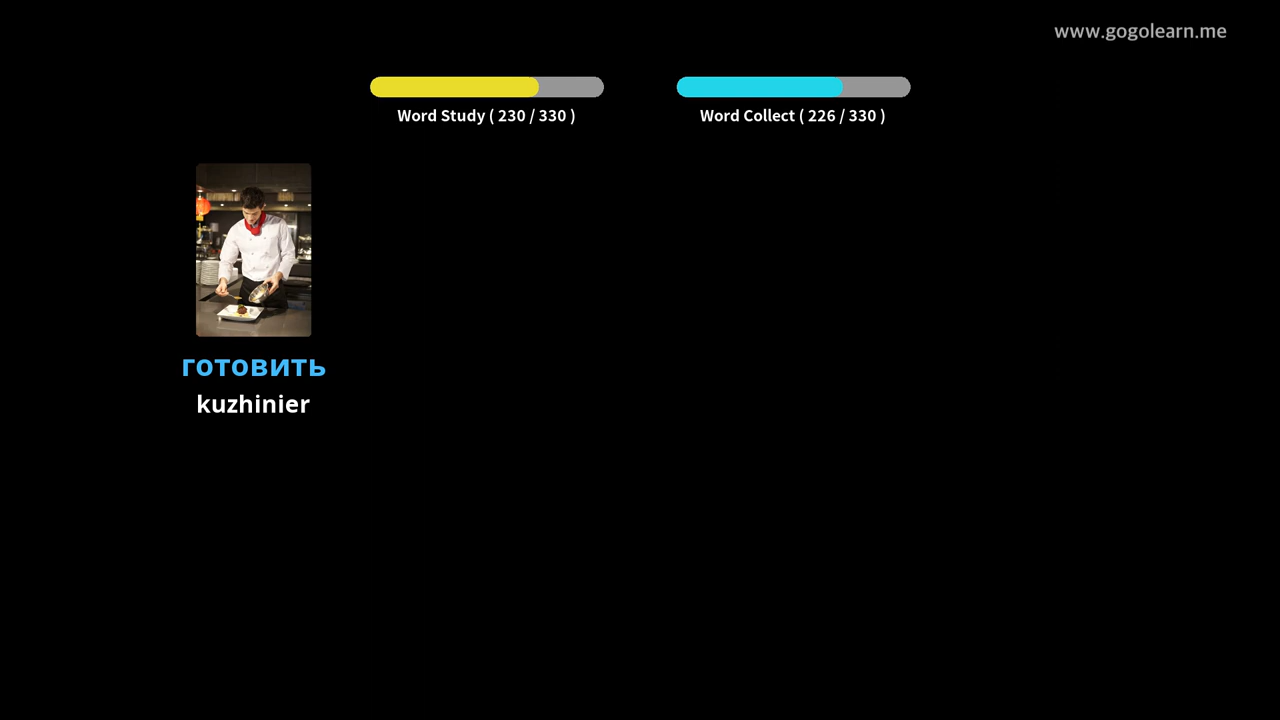 www.gogolearn.me
Word Study ( 230 / 330 )
Word Collect ( 226 / 330 )
готовить
kuzhinier